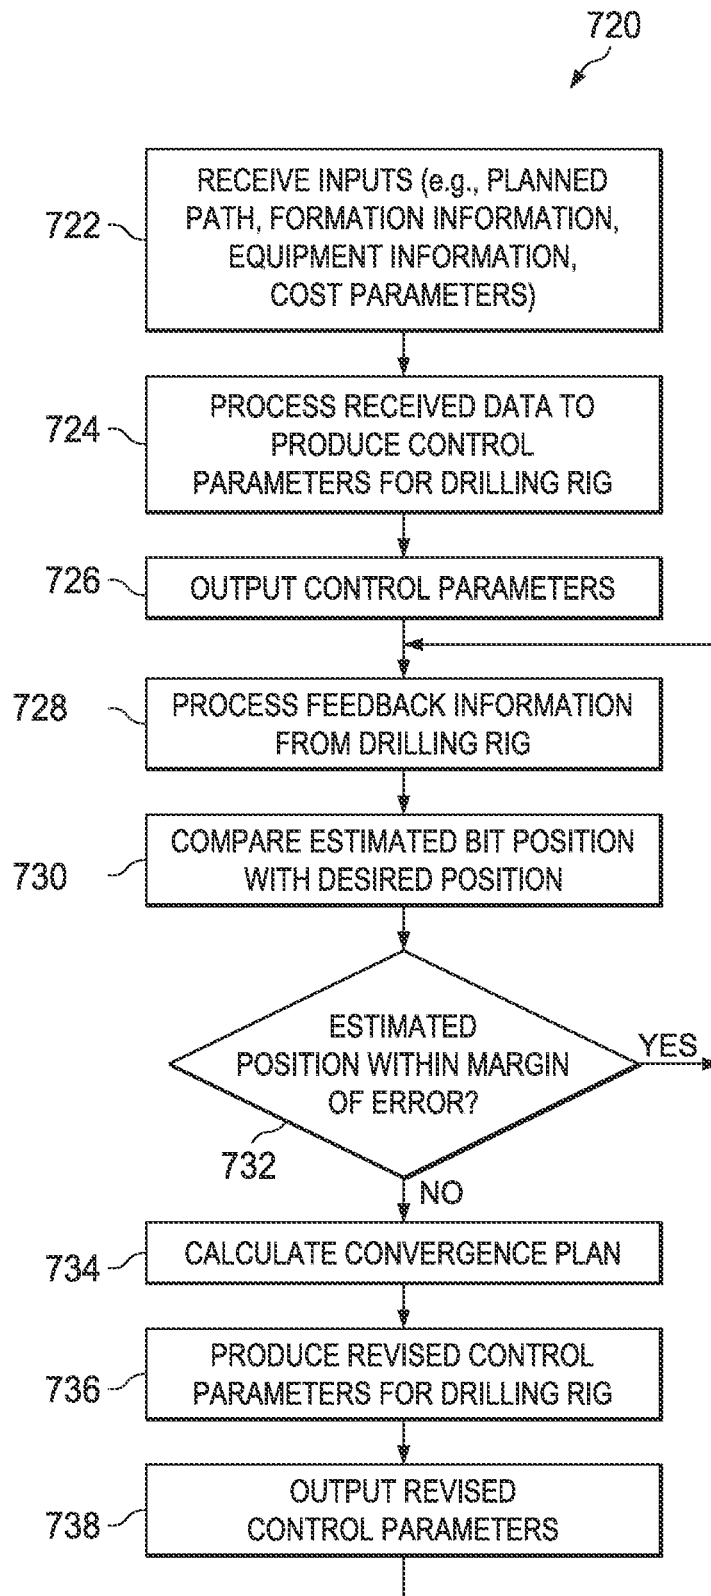 720
722
RECEIVE INPUTS (e.g., PLANNED
PATH, FORMATION INFORMATION,
EQUIPMENT INFORMATION,
COST PARAMETERS)
724
PROCESS RECEIVED DATA TO
PRODUCE CONTROL
PARAMETERS FOR DRILLING RIG
726
OUTPUT CONTROL PARAMETERS
728
PROCESS FEEDBACK INFORMATION
FROM DRILLING RIG
730
COMPARE ESTIMATED BIT POSITION
WITH DESIRED POSITION
ESTIMATED
POSITION WITHIN MARGIN
OF ERROR?
YES
732
NO
734
CALCULATE CONVERGENCE PLAN
736
PRODUCE REVISED CONTROL
PARAMETERS FOR DRILLING RIG
738
OUTPUT REVISED
CONTROL PARAMETERS